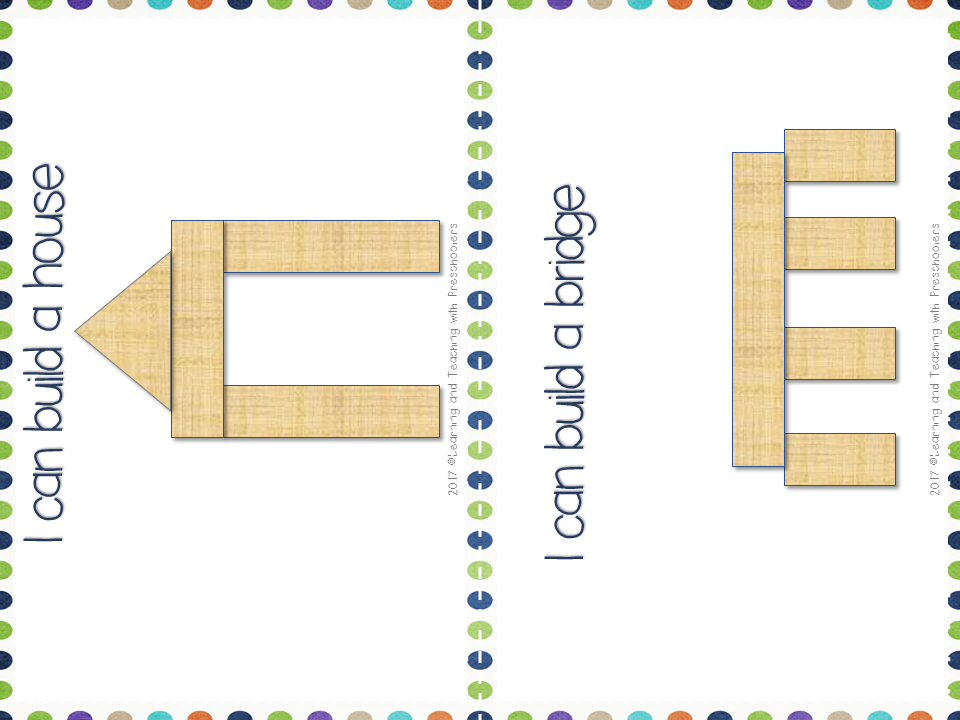 I can build a house
2017 ©Learning and Teaching with Preschoolers
I can build a bridge
2017 ©Learning and Teaching with Preschoolers